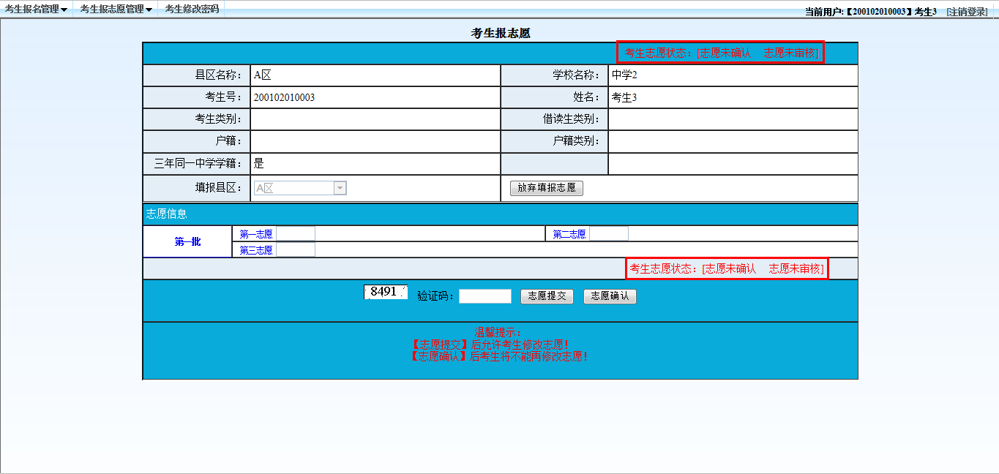 考生报名管理 考生报志愿管理 考生修改密码 当前用户:【200102010003】考生3 [注销登录]
考生报志愿
考生志愿状态：[志愿未确认 志愿未审核]
县区名称： A区 学校名称： 中学2
考生号： 200102010003 姓名： 考生3
考生类别： 借读生类别：
户籍： 户籍类别：
三年同一中学学籍： 是
填报县区： A区 放弃填报志愿
志愿信息
第一批 第一志愿 第二志愿
第三志愿
考生志愿状态：[志愿未确认 志愿未审核]
8491 验证码： 志愿提交 志愿确认
温馨提示：
【志愿提交】后允许考生修改志愿！
【志愿确认】后考生将不能再修改志愿！